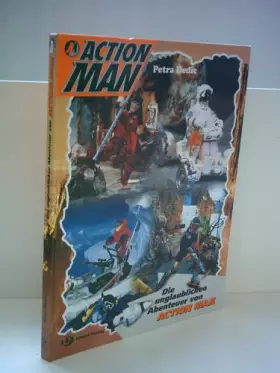 ACTION
MAN
Petra Dedic
Die
unglaublichen
Abenteuer von
ACTION MAN